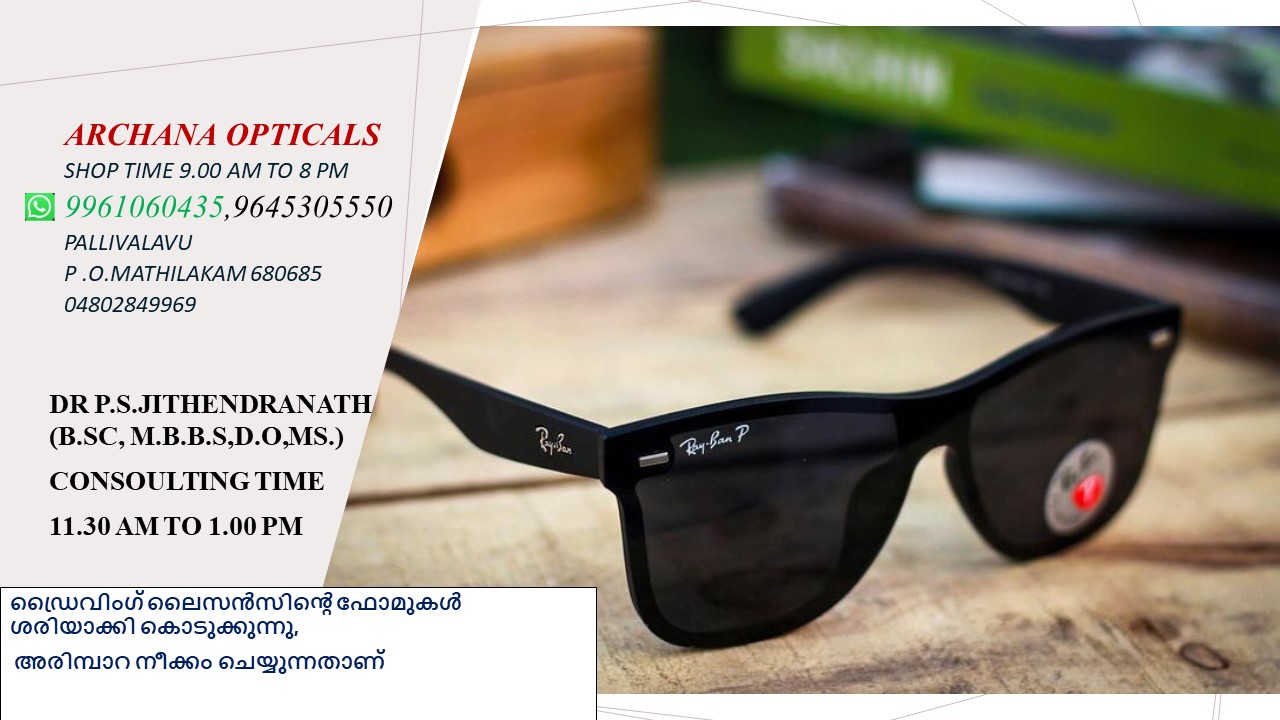 ARCHANA OPTICALS
SHOP TIME 9.00 AM TO 8 PM
9961060435,9645305550
PALLIVALAVU
P .O.MATHILAKAM 680685
04802849969
DR P.S.JITHENDRANATH
(B.SC, M.B.B.S,D.O,MS.)
CONSOULTING TIME
11.30 AM TO 1.00 PM
ഡ്രൈവിംഗ് ലൈസൻസിന്റെ ഫോമുകൾ
ശരിയാക്കി കൊടുക്കുന്നു,
അരിമ്പാറ നീക്കം ചെയ്യുന്നതാണ്
Ray-Ban
Ray-Ban P